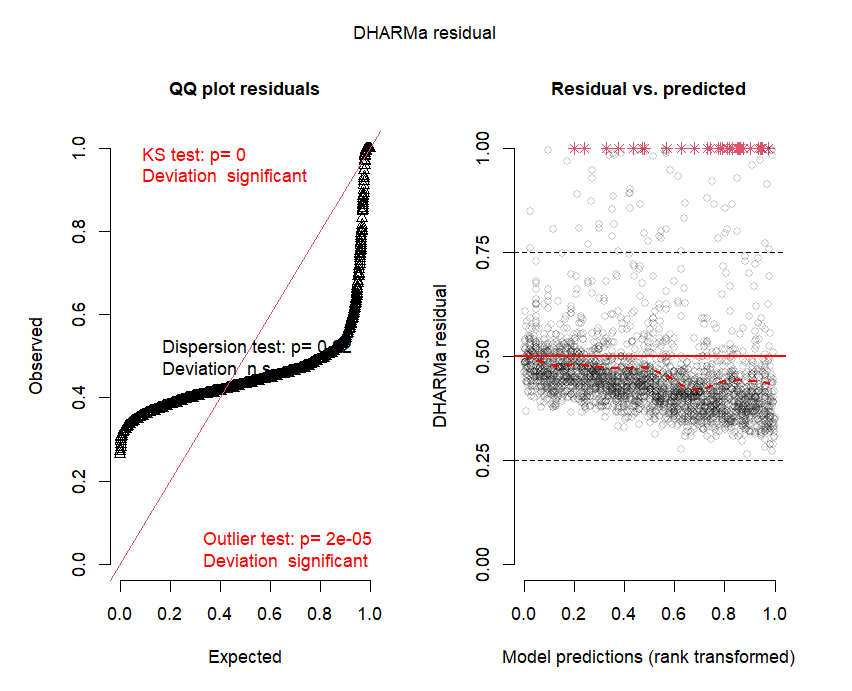 DHARMa residual
QQ plot residuals
KS test: p= 0
Deviation  significant
Dispersion test: p=
Deviation
Outlier test: p= 2e-05
Deviation  significant
Observed
0.0
0.2
0.4
0.6
0.8
1.0
0.0
0.2
0.4
0.6
0.8
1.0
Expected
Residual vs. predicted
DHARMa residual
0.00
0.25
0.50
0.75
1.00
0.0
0.2
0.4
0.6
0.8
1.0
Model predictions (rank transformed)